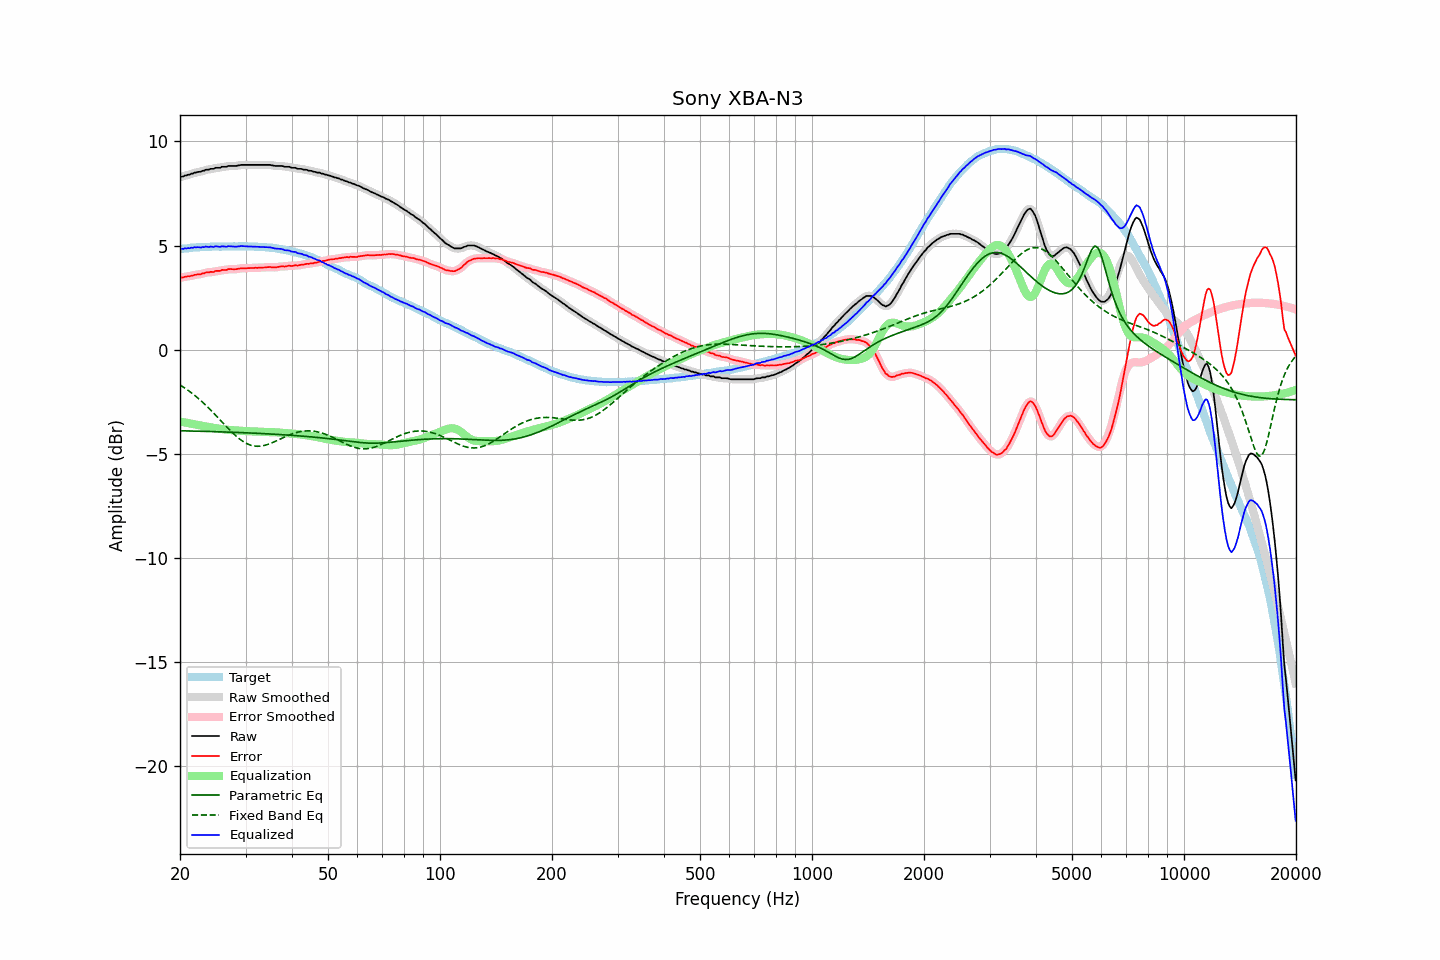 Sony XBA-N3
Amplitude (dBr)
10
5
0
−5
−10
−15
−20
Target
Raw Smoothed
Error Smoothed
Raw
Error
Equalization
Parametric Eq
Fixed Band Eq
Equalized
20 50 100 200 500 1000 2000 5000 10000 20000
Frequency (Hz)